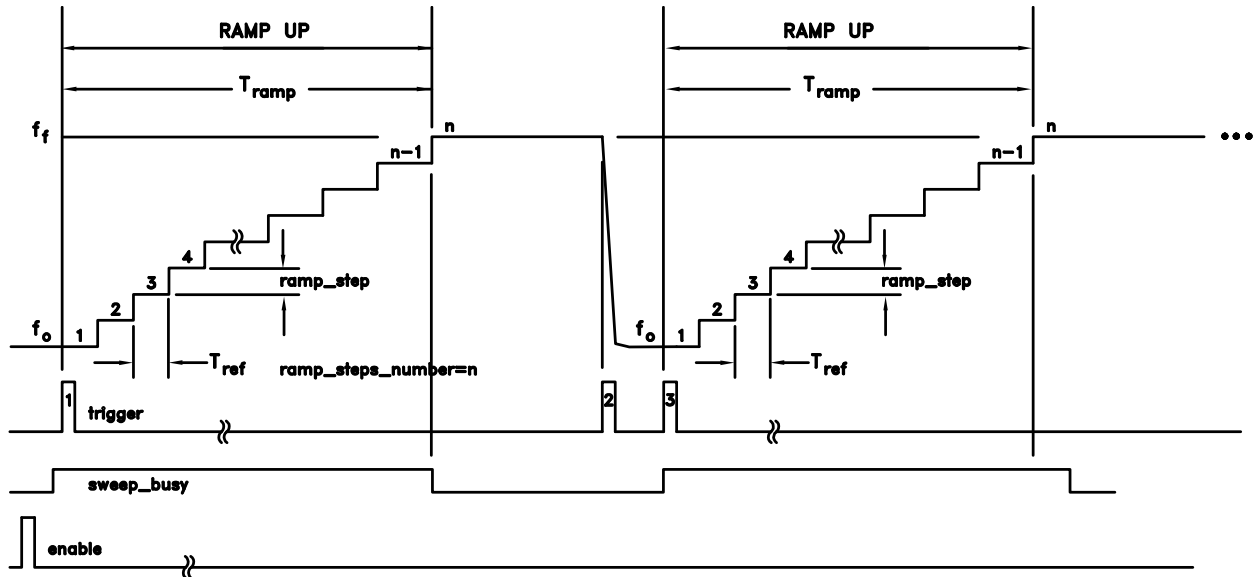 RAMP UP RAMP UP
Tramp Tramp
ff n n
n-1 n-1
4 4
3 ramp_step 3 ramp_step
2 2
fo 1 fo 1
Tref ramp_steps_number=n Tref
1 trigger 2 3
sweep_busy
enable